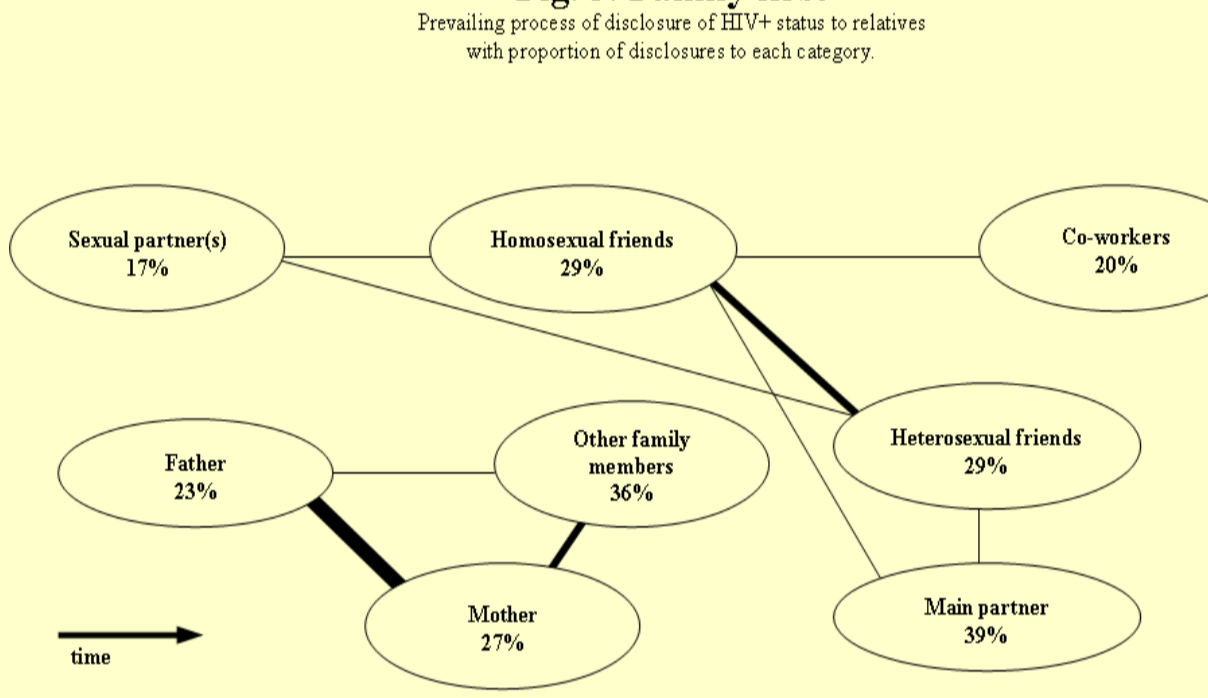 Prevailing process of disclosure of HIV+ status to relatives
with proportion of disclosures to each category.
Sexual partner(s)
17%
Homosexual friends
29%
Co-workers
20%
Father
23%
Other family
members
36%
Heterosexual friends
29%
Mother
27%
Main partner
39%
time